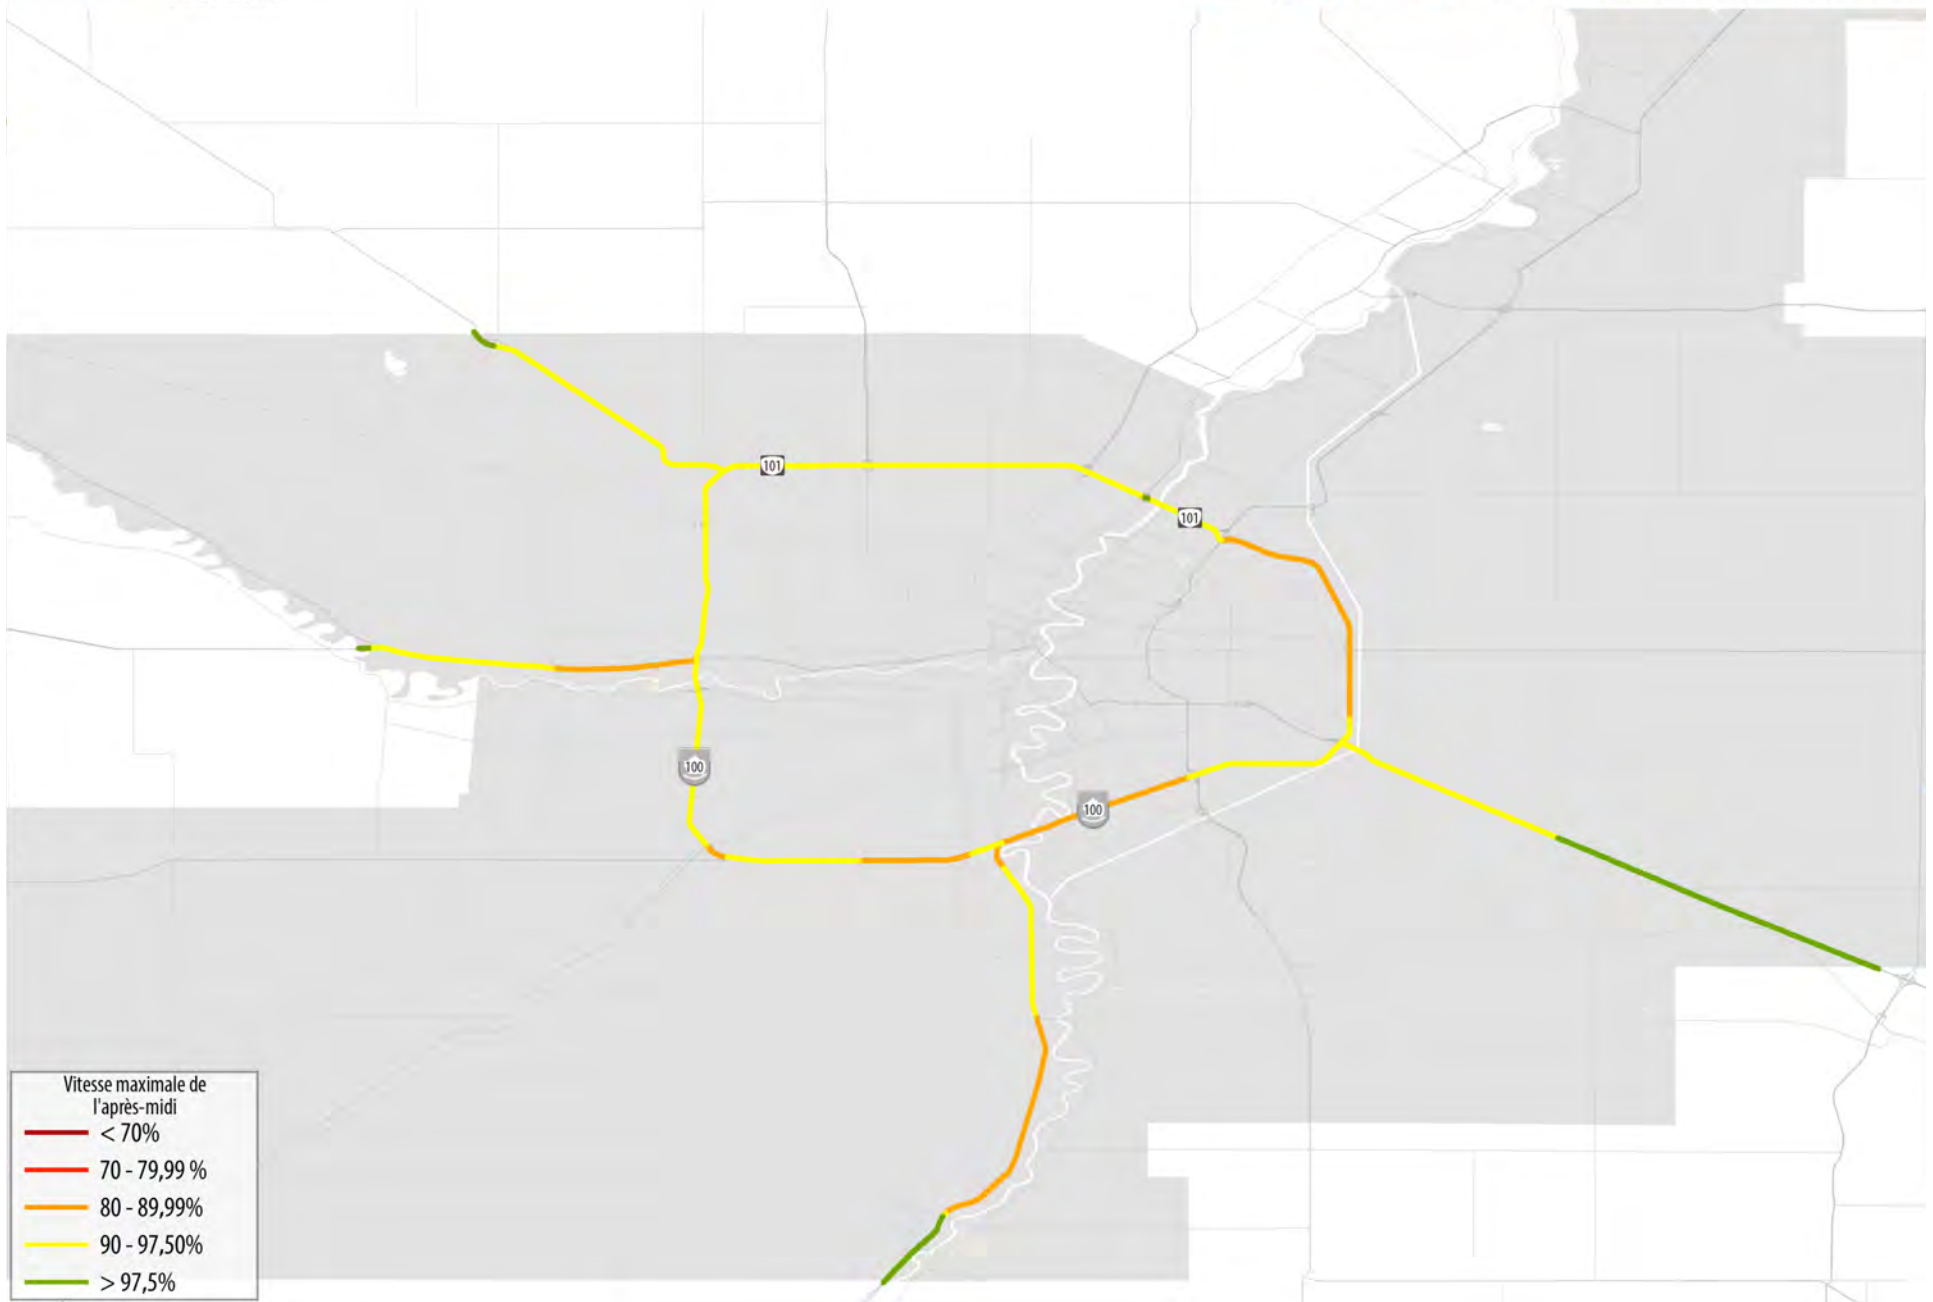 101
101
100
100
Vitesse maximale de
l'après-midi
< 70%
70 - 79,99 %
80 - 89,99%
90 - 97,50%
> 97,5%